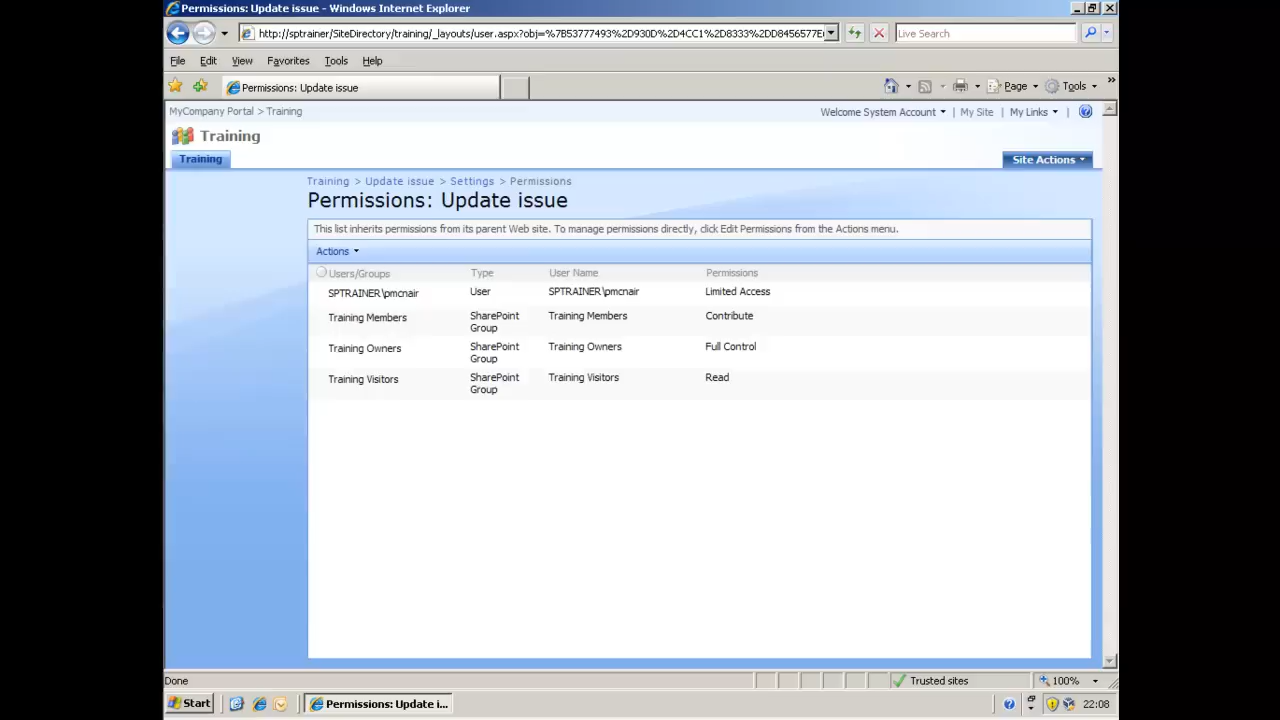 Permissions: Update issue - Windows Internet Explorer
http://sptrainer/SiteDirectory/training/_layouts/user.aspx?obj=%7B53777493%2D930D%2D4CC1%2D8333%2DD8456577E
Live Search
File Edit View Favorites Tools Help
Permissions: Update issue
Page Tools »
MyCompany Portal > Training
Welcome System Account | My Site | My Links |
Training
Training
Site Actions
Training > Update issue > Settings > Permissions
Permissions: Update issue
This list inherits permissions from its parent Web site. To manage permissions directly, click Edit Permissions from the Actions menu.
Actions
Users/Groups Type User Name Permissions
SPTRAINER\pmcnair User SPTRAINER\pmcnair Limited Access
Training Members SharePoint Group Training Members Contribute
Training Owners SharePoint Group Training Owners Full Control
Training Visitors SharePoint Group Training Visitors Read
Done
Trusted sites
100%
Start
Permissions: Update i...
22:08